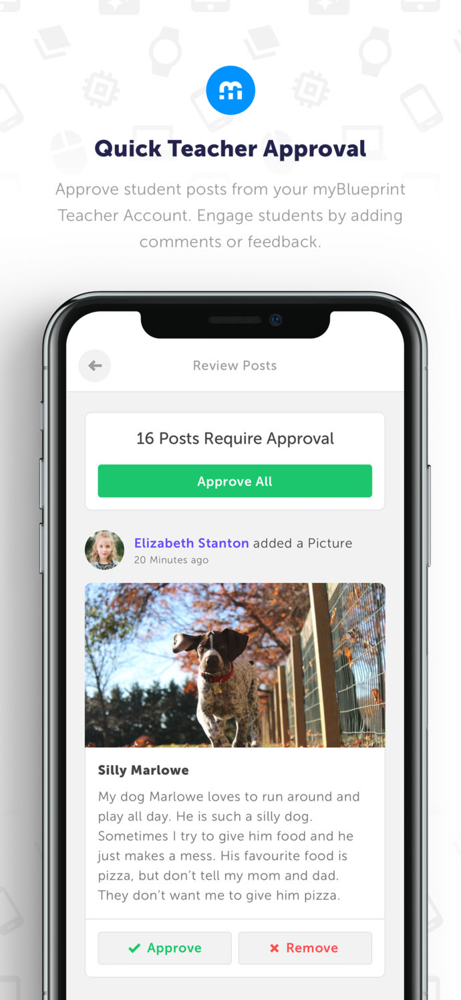 m
Quick Teacher Approval
Approve student posts from your myBlueprint
Teacher Account. Engage students by adding
comments or feedback.
Review Posts
16 Posts Require Approval
Approve All
Elizabeth Stanton added a Picture
20 Minutes ago
Silly Marlowe
My dog Marlowe loves to run around and
play all day. He is such a silly dog.
Sometimes I try to give him food and he
just makes a mess. His favourite food is
pizza, but don’t tell my mom and dad.
They don’t want me to give him pizza.
Approve
Remove